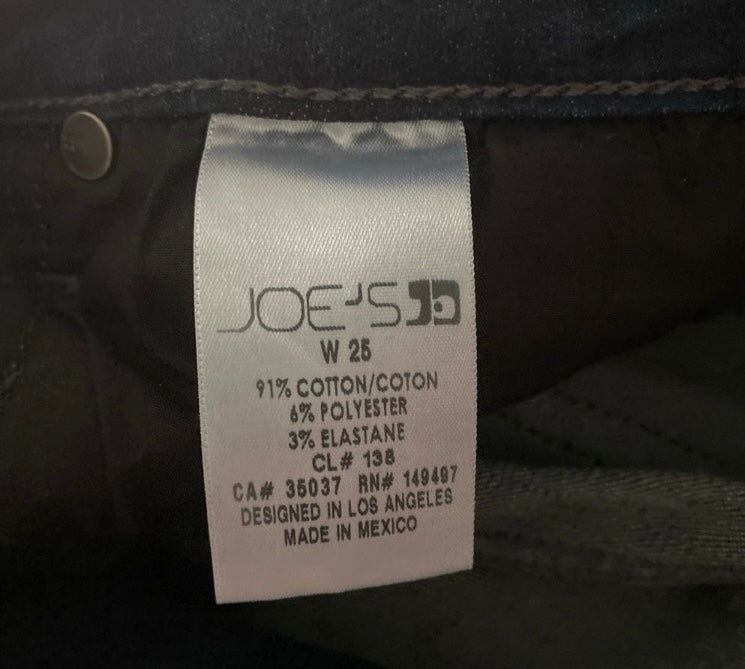 JOE'S
W 25
91% COTTON/COTON
6% POLYESTER
3% ELASTANE
CL# 138
CA# 35037 RN# 149497
DESIGNED IN LOS ANGELES
MADE IN MEXICO